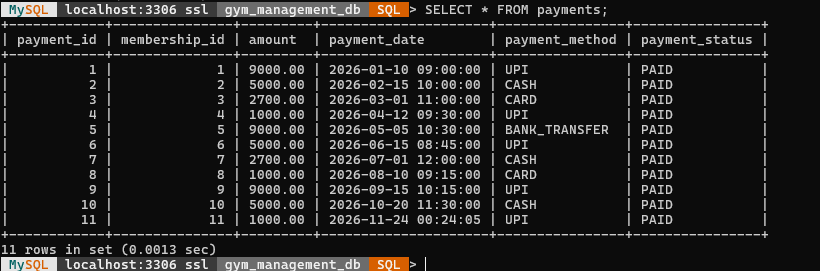 MySQL localhost:3306 ssl gym_management_db SQL> SELECT * FROM payments;
+------------+---------------+---------+---------------------+----------------+----------------+
| payment_id | membership_id | amount | payment_date | payment_method | payment_status |
+------------+---------------+---------+---------------------+----------------+----------------+
| 1 | 1 | 9000.00 | 2026-01-10 09:00:00 | UPI | PAID |
| 2 | 2 | 5000.00 | 2026-02-15 10:00:00 | CASH | PAID |
| 3 | 3 | 2700.00 | 2026-03-01 11:00:00 | CARD | PAID |
| 4 | 4 | 1000.00 | 2026-04-12 09:30:00 | UPI | PAID |
| 5 | 5 | 9000.00 | 2026-05-05 10:30:00 | BANK_TRANSFER | PAID |
| 6 | 6 | 5000.00 | 2026-06-15 08:45:00 | UPI | PAID |
| 7 | 7 | 2700.00 | 2026-07-01 12:00:00 | CASH | PAID |
| 8 | 8 | 1000.00 | 2026-08-10 09:15:00 | CARD | PAID |
| 9 | 9 | 9000.00 | 2026-09-15 10:15:00 | UPI | PAID |
| 10 | 10 | 5000.00 | 2026-10-20 11:30:00 | CASH | PAID |
| 11 | 11 | 1000.00 | 2026-11-24 00:24:05 | UPI | PAID |
+------------+---------------+---------+---------------------+----------------+----------------+
11 rows in set (0.0013 sec)
MySQL localhost:3306 ssl gym_management_db SQL>